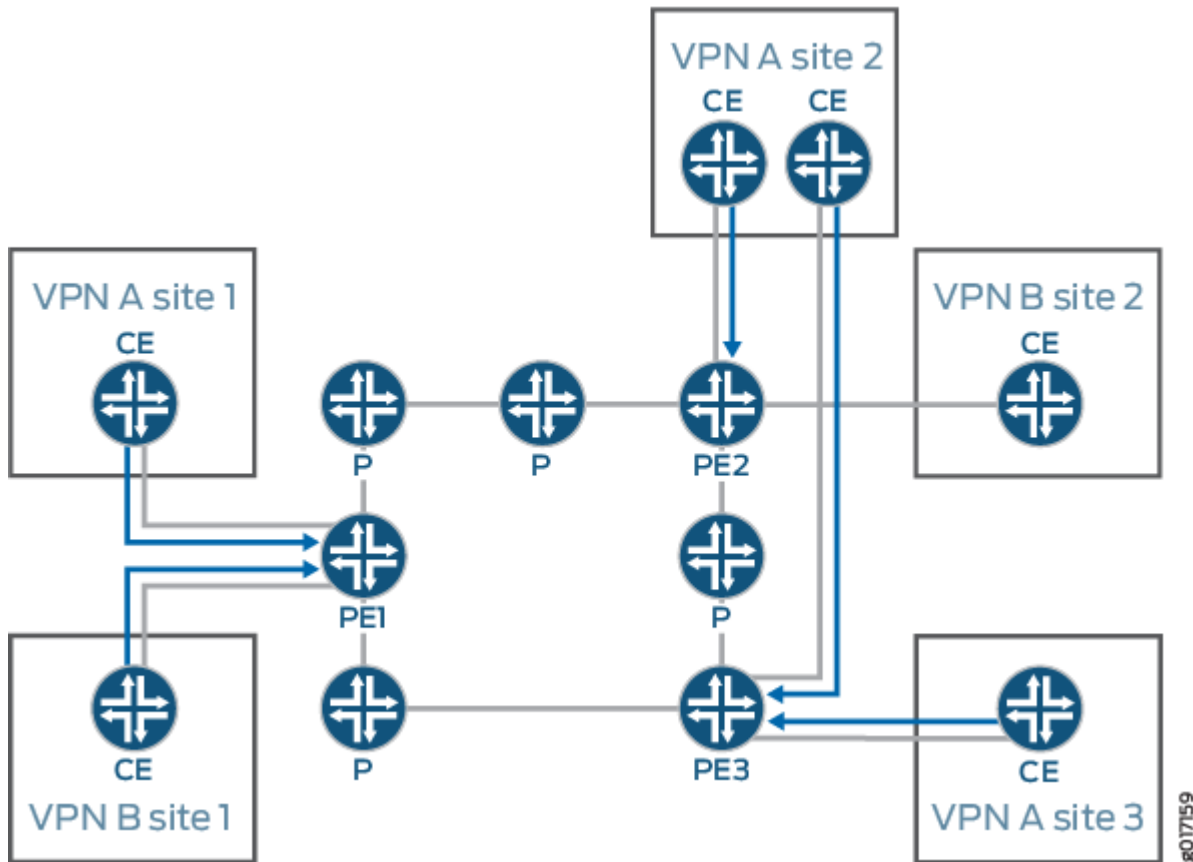 VPN A site 2
CE CE
VPN A site 1
CE
VPN B site 2
CE
P
P
PE2
PE1
P
CE
VPN B site 1
P
PE3
CE
VPN A site 3
g017159